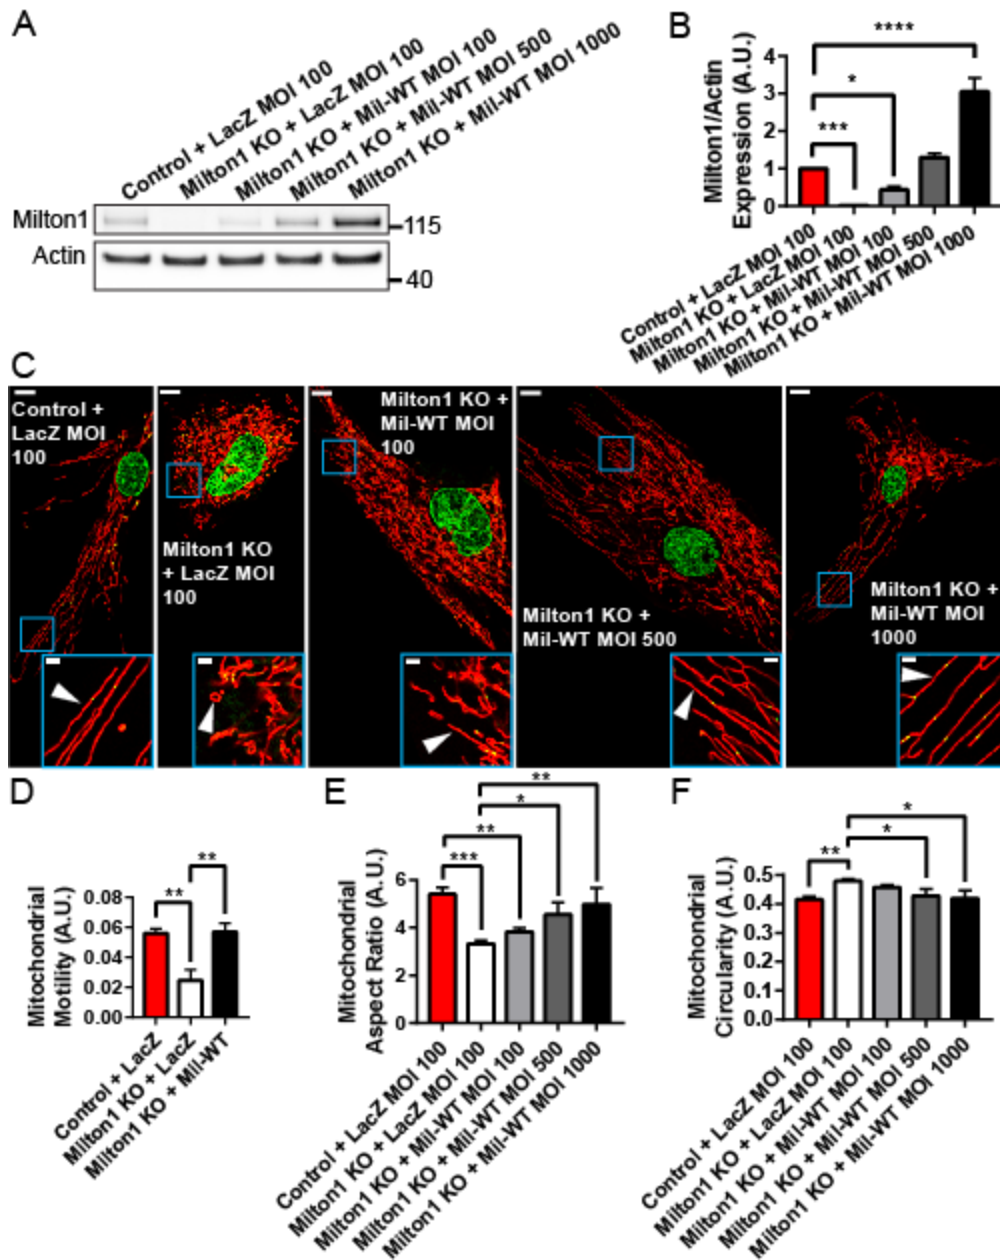 A
Control + LacZ MOI 100
Milton1 KO + LacZ MOI 100
Milton1 KO + Mil-WT MOI 100
Milton1 KO + Mil-WT MOI 500
Milton1 KO + Mil-WT MOI 1000
Milton1
115
Actin
40
B
Milton1/Actin
Expression (A.U.)
4
3
2
1
0
***
*
****
Control + LacZ MOI 100
Milton1 KO + LacZ MOI 100
Milton1 KO + Mil-WT MOI 100
Milton1 KO + Mil-WT MOI 500
Milton1 KO + Mil-WT MOI 1000
C
Control +
LacZ MOI
100
Milton1 KO
+ LacZ MOI
100
Milton1 KO +
Mil-WT MOI
100
Milton1 KO +
Mil-WT MOI 500
Milton1 KO +
Mil-WT MOI
1000
D
Mitochondrial
Motility (A.U.)
0.08
0.06
0.04
0.02
0.00
**
**
Control + LacZ
Milton1 KO + LacZ
Milton1 KO + Mil-WT
E
Mitochondrial
Aspect Ratio (A.U.)
6
4
2
0
***
**
*
**
Control + LacZ MOI 100
Milton1 KO + LacZ MOI 100
Milton1 KO + Mil-WT MOI 100
Milton1 KO + Mil-WT MOI 500
Milton1 KO + Mil-WT MOI 1000
F
Mitochondrial
Circularity (A.U.)
0.5
0.4
0.3
0.2
0.1
0.0
**
*
*
Control + LacZ MOI 100
Milton1 KO + LacZ MOI 100
Milton1 KO + Mil-WT MOI 100
Milton1 KO + Mil-WT MOI 500
Milton1 KO + Mil-WT MOI 1000